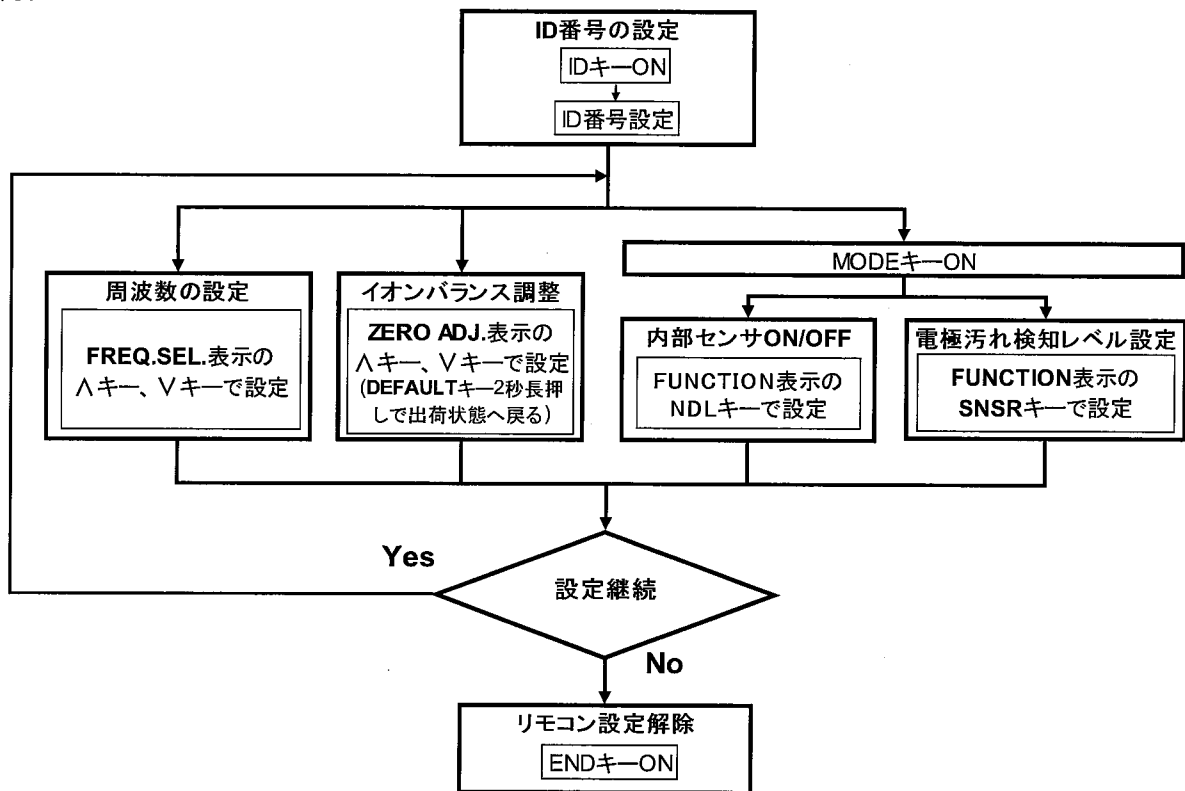 ID番号の設定
IDキーON
ID番号設定
MODEキーON
周波数の設定
FREQ.SEL.表示の
∧キー、∨キーで設定
イオンバランス調整
ZERO ADJ.表示の
∧キー、∨キーで設定
(DEFAULTキー2秒長押
しで出荷状態へ戻る)
内部センサON/OFF
FUNCTION表示の
NDLキーで設定
電極汚れ検知レベル設定
FUNCTION表示の
SNSRキーで設定
Yes
設定継続
No
リモコン設定解除
ENDキーON